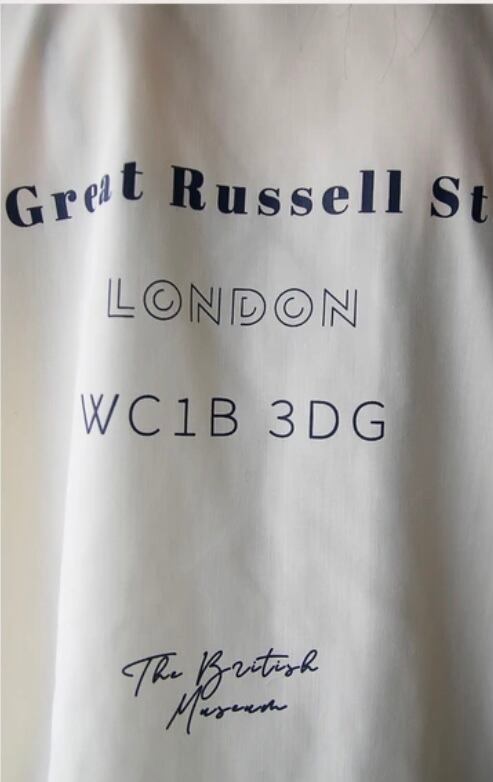 Great Russell St
LONDON
WC1B 3DG
The British
Museum